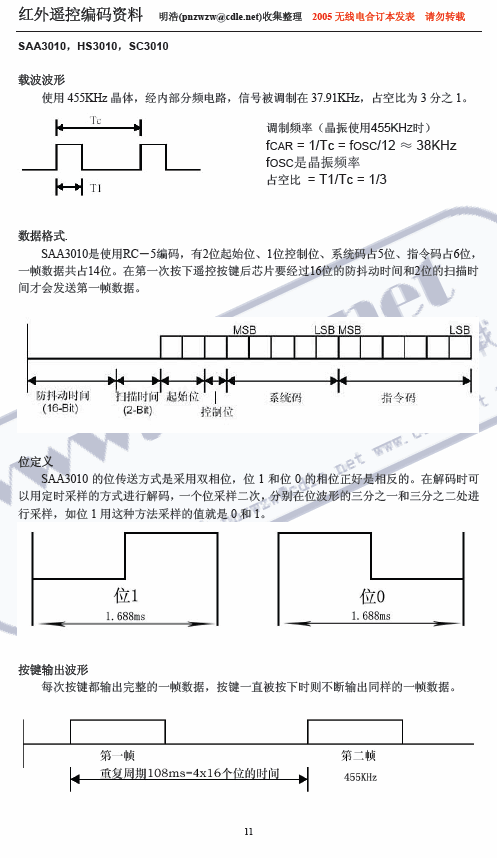 红外遥控编码资料 明浩(pnzwzw@cdle.net)收集整理 2005 无线电合订本发表 请勿转载
SAA3010，HS3010，SC3010
载波波形
使用 455KHz 晶体，经内部分频电路，信号被调制在 37.91KHz，占空比为 3 分之 1。
Tc
T1
调制频率（晶振使用455KHz时）
fCAR = 1/Tc = fOSC/12 ≈ 38KHz
fOSC是晶振频率
占空比 = T1/Tc = 1/3
数据格式.
SAA3010是使用RC－5编码，有2位起始位、1位控制位、系统码占5位、指令码占6位，
一帧数据共占14位。在第一次按下遥控按键后芯片要经过16位的防抖动时间和2位的扫描时
间才会发送第一帧数据。
MSB LSB MSB LSB
防抖动时间 扫描时间 起始位 系统码 指令码
(16-Bit) (2-Bit) 控制位
位定义
SAA3010 的位传送方式是采用双相位，位 1 和位 0 的相位正好是相反的。在解码时可
以用定时采样的方式进行解码，一个位采样二次，分别在位波形的三分之一和三分之二处进
行采样，如位 1 用这种方法采样的值就是 0 和 1。
位1 位0
1.688ms 1.688ms
按键输出波形
每次按键都输出完整的一帧数据，按键一直被按下时则不断输出同样的一帧数据。
第一帧 第二帧
重复周期108ms=4x16个位的时间 455KHz
11